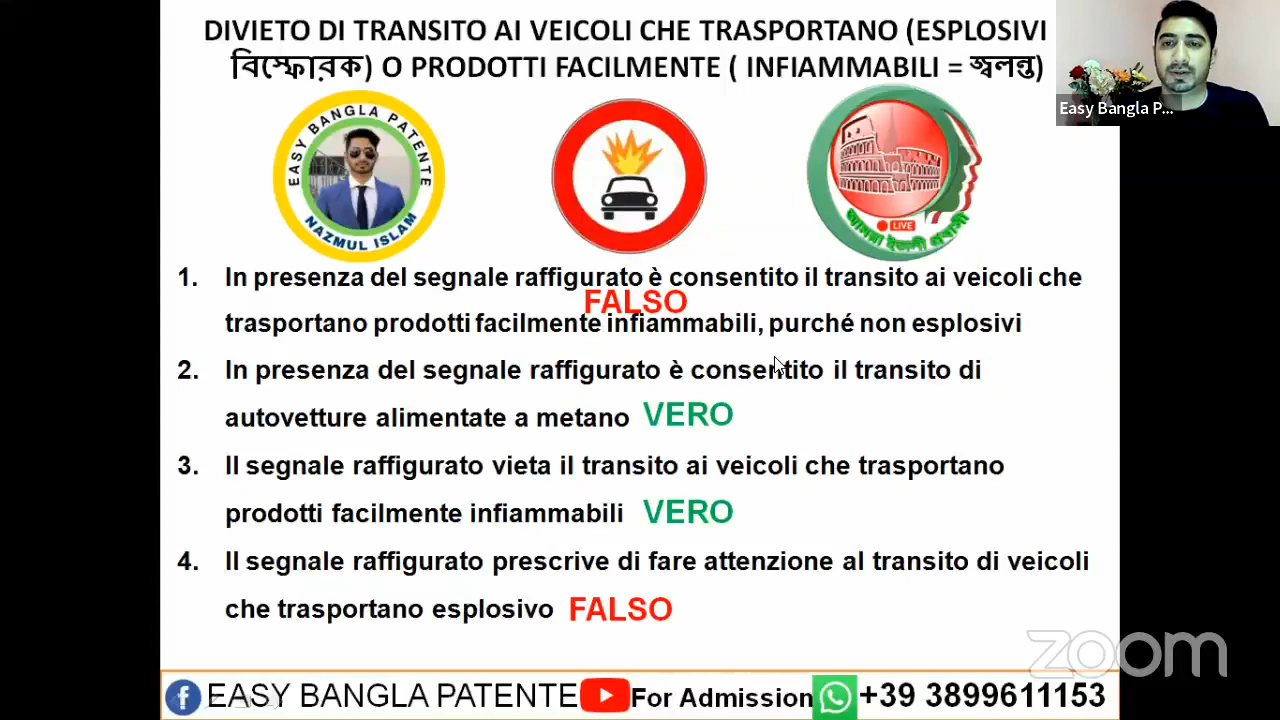 DIVIETO DI TRANSITO AI VEICOLI CHE TRASPORTANO (ESPLOSIVI
বিস্ফোরক) O PRODOTTI FACILMENTE ( INFIAMMABILI = জ্বলন্ত)
Easy Bangla P...
EASY BANGLA PATENTE
NAZMUL ISLAM
LIVE
আমরা ইতালী প্রবাসী
1. In presenza del segnale raffigurato è consentito il transito ai veicoli che
FALSO
trasportano prodotti facilmente infiammabili, purché non esplosivi
2. In presenza del segnale raffigurato è consentito il transito di
autovetture alimentate a metano VERO
3. Il segnale raffigurato vieta il transito ai veicoli che trasportano
prodotti facilmente infiammabili VERO
4. Il segnale raffigurato prescrive di fare attenzione al transito di veicoli
che trasportano esplosivo FALSO
zoom
EASY BANGLA PATENTE For Admission +39 3899611153